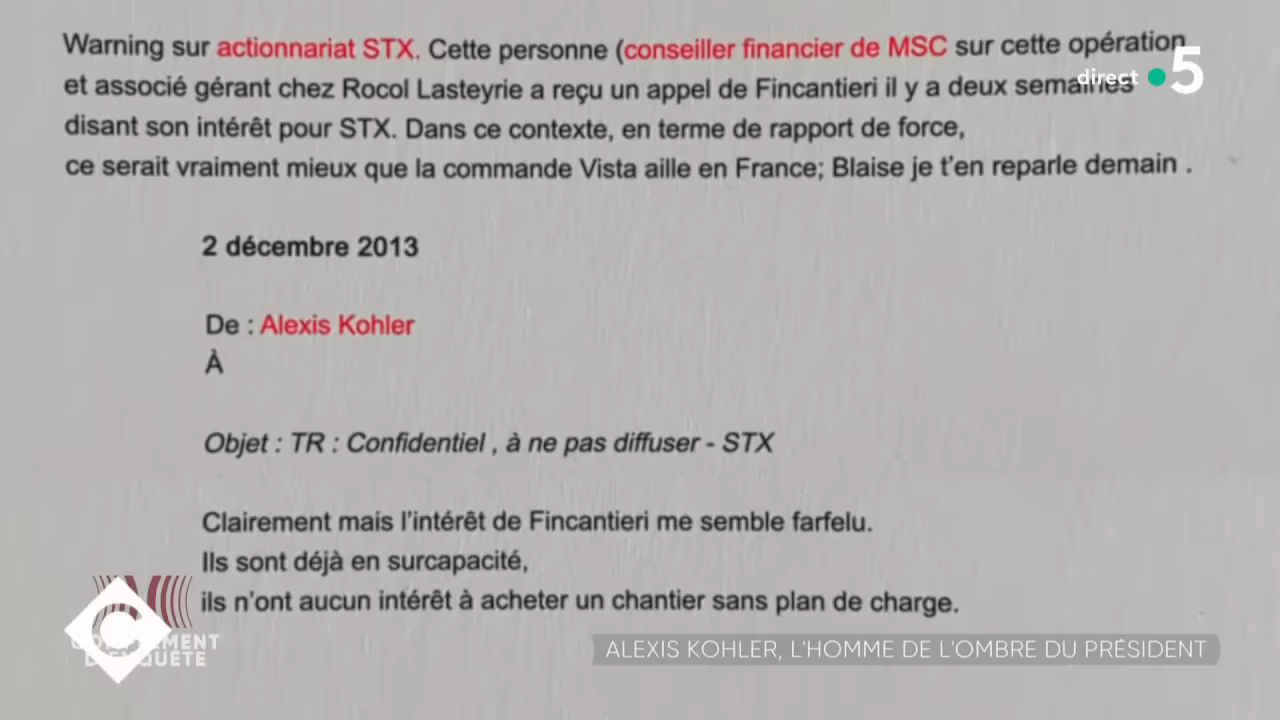 Warning sur actionnariat STX. Cette personne (conseiller financier de MSC sur cette opération
et associé gérant chez Rocol Lasteyrie a reçu un appel de Fincantieri il y a deux semaines
disant son intérêt pour STX. Dans ce contexte, en terme de rapport de force,
ce serait vraiment mieux que la commande Vista aille en France; Blaise je t'en reparle demain .
direct 5
2 décembre 2013
De : Alexis Kohler
À
Objet : TR : Confidentiel , à ne pas diffuser - STX
Clairement mais l'intérêt de Fincantieri me semble farfelu.
Ils sont déjà en surcapacité,
ils n'ont aucun intérêt à acheter un chantier sans plan de charge.
C
ALEXIS KOHLER, L'HOMME DE L'OMBRE DU PRÉSIDENT